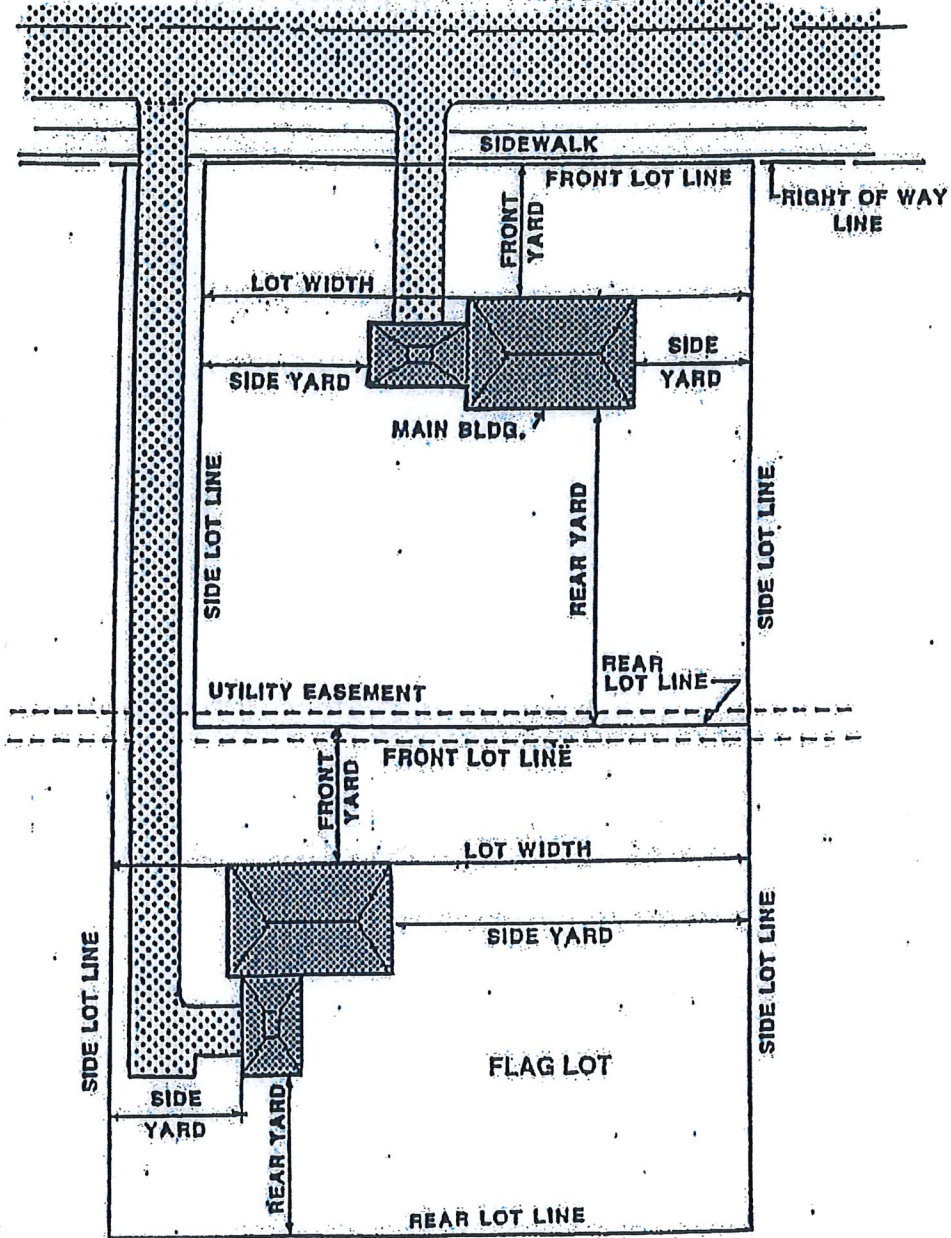 SIDEWALK
FRONT LOT LINE
RIGHT OF WAY
LINE
FRONT
YARD
LOT WIDTH
SIDE YARD
SIDE
YARD
MAIN BLDG.
SIDE LOT LINE
REAR YARD
SIDE LOT LINE
REAR
LOT LINE
UTILITY EASEMENT
FRONT LOT LINE
FRONT
YARD
LOT WIDTH
SIDE YARD
SIDE LOT LINE
SIDE LOT LINE
FLAG LOT
SIDE
YARD
REAR YARD
REAR LOT LINE